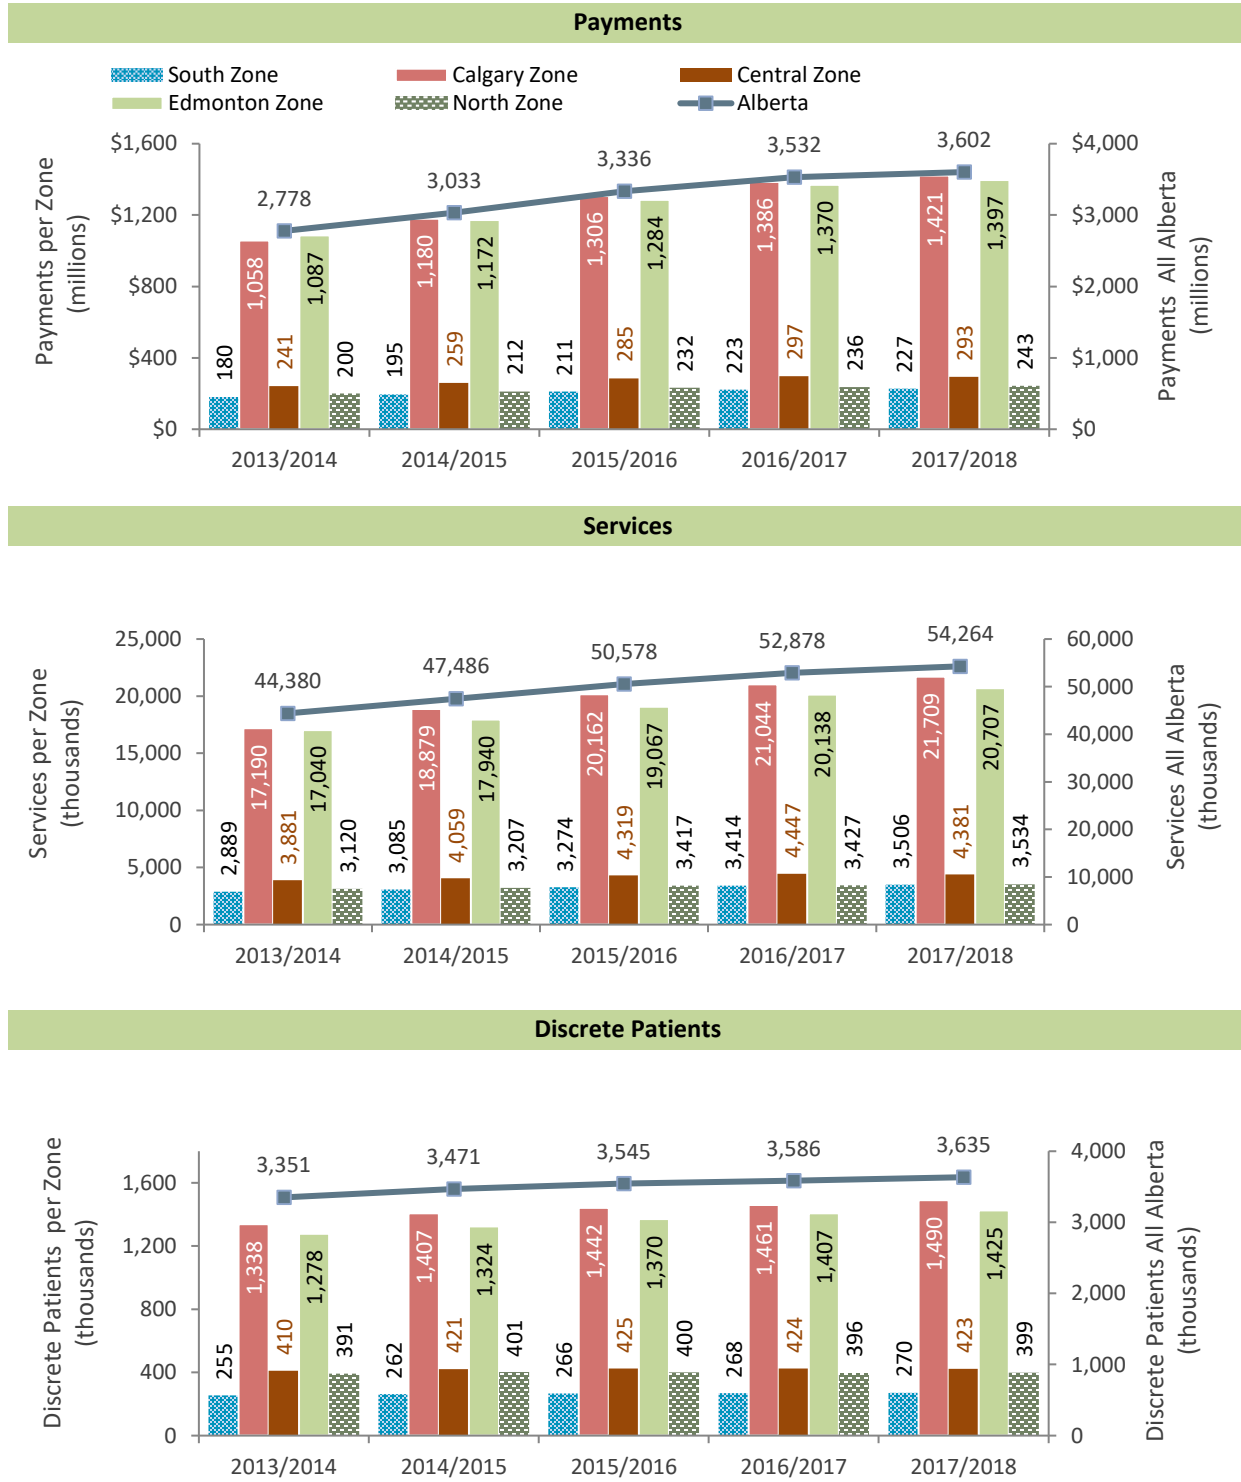 Payments
South Zone Calgary Zone Central Zone
Edmonton Zone North Zone Alberta
Payments per Zone
(millions)
$1,600
$1,200
$800
$400
$0
2,778 3,033 3,336 3,532 3,602
180 1,058 241 1,087 200
195 1,180 259 1,172 212
211 1,306 285 1,284 232
223 1,386 297 1,370 236
227 1,421 293 1,397 243
$4,000
$3,000
$2,000
$1,000
$0
Payments All Alberta
(millions)
2013/2014 2014/2015 2015/2016 2016/2017 2017/2018
Services
Services per Zone
(thousands)
25,000
20,000
15,000
10,000
5,000
0
44,380 47,486 50,578 52,878 54,264
2,889 17,190 3,881 17,040 3,120
3,085 18,879 4,059 17,940 3,207
3,274 20,162 4,319 19,067 3,417
3,414 21,044 4,447 20,138 3,427
3,506 21,709 4,381 20,707 3,534
60,000
50,000
40,000
30,000
20,000
10,000
0
Services All Alberta
(thousands)
2013/2014 2014/2015 2015/2016 2016/2017 2017/2018
Discrete Patients
Discrete Patients per Zone
(thousands)
1,600
1,200
800
400
0
3,351 3,471 3,545 3,586 3,635
255 1,338 410 1,278 391
262 1,407 421 1,324 401
266 1,442 425 1,370 400
268 1,461 424 1,407 396
270 1,490 423 1,425 399
4,000
3,000
2,000
1,000
0
Discrete Patients All Alberta
(thousands)
2013/2014 2014/2015 2015/2016 2016/2017 2017/2018